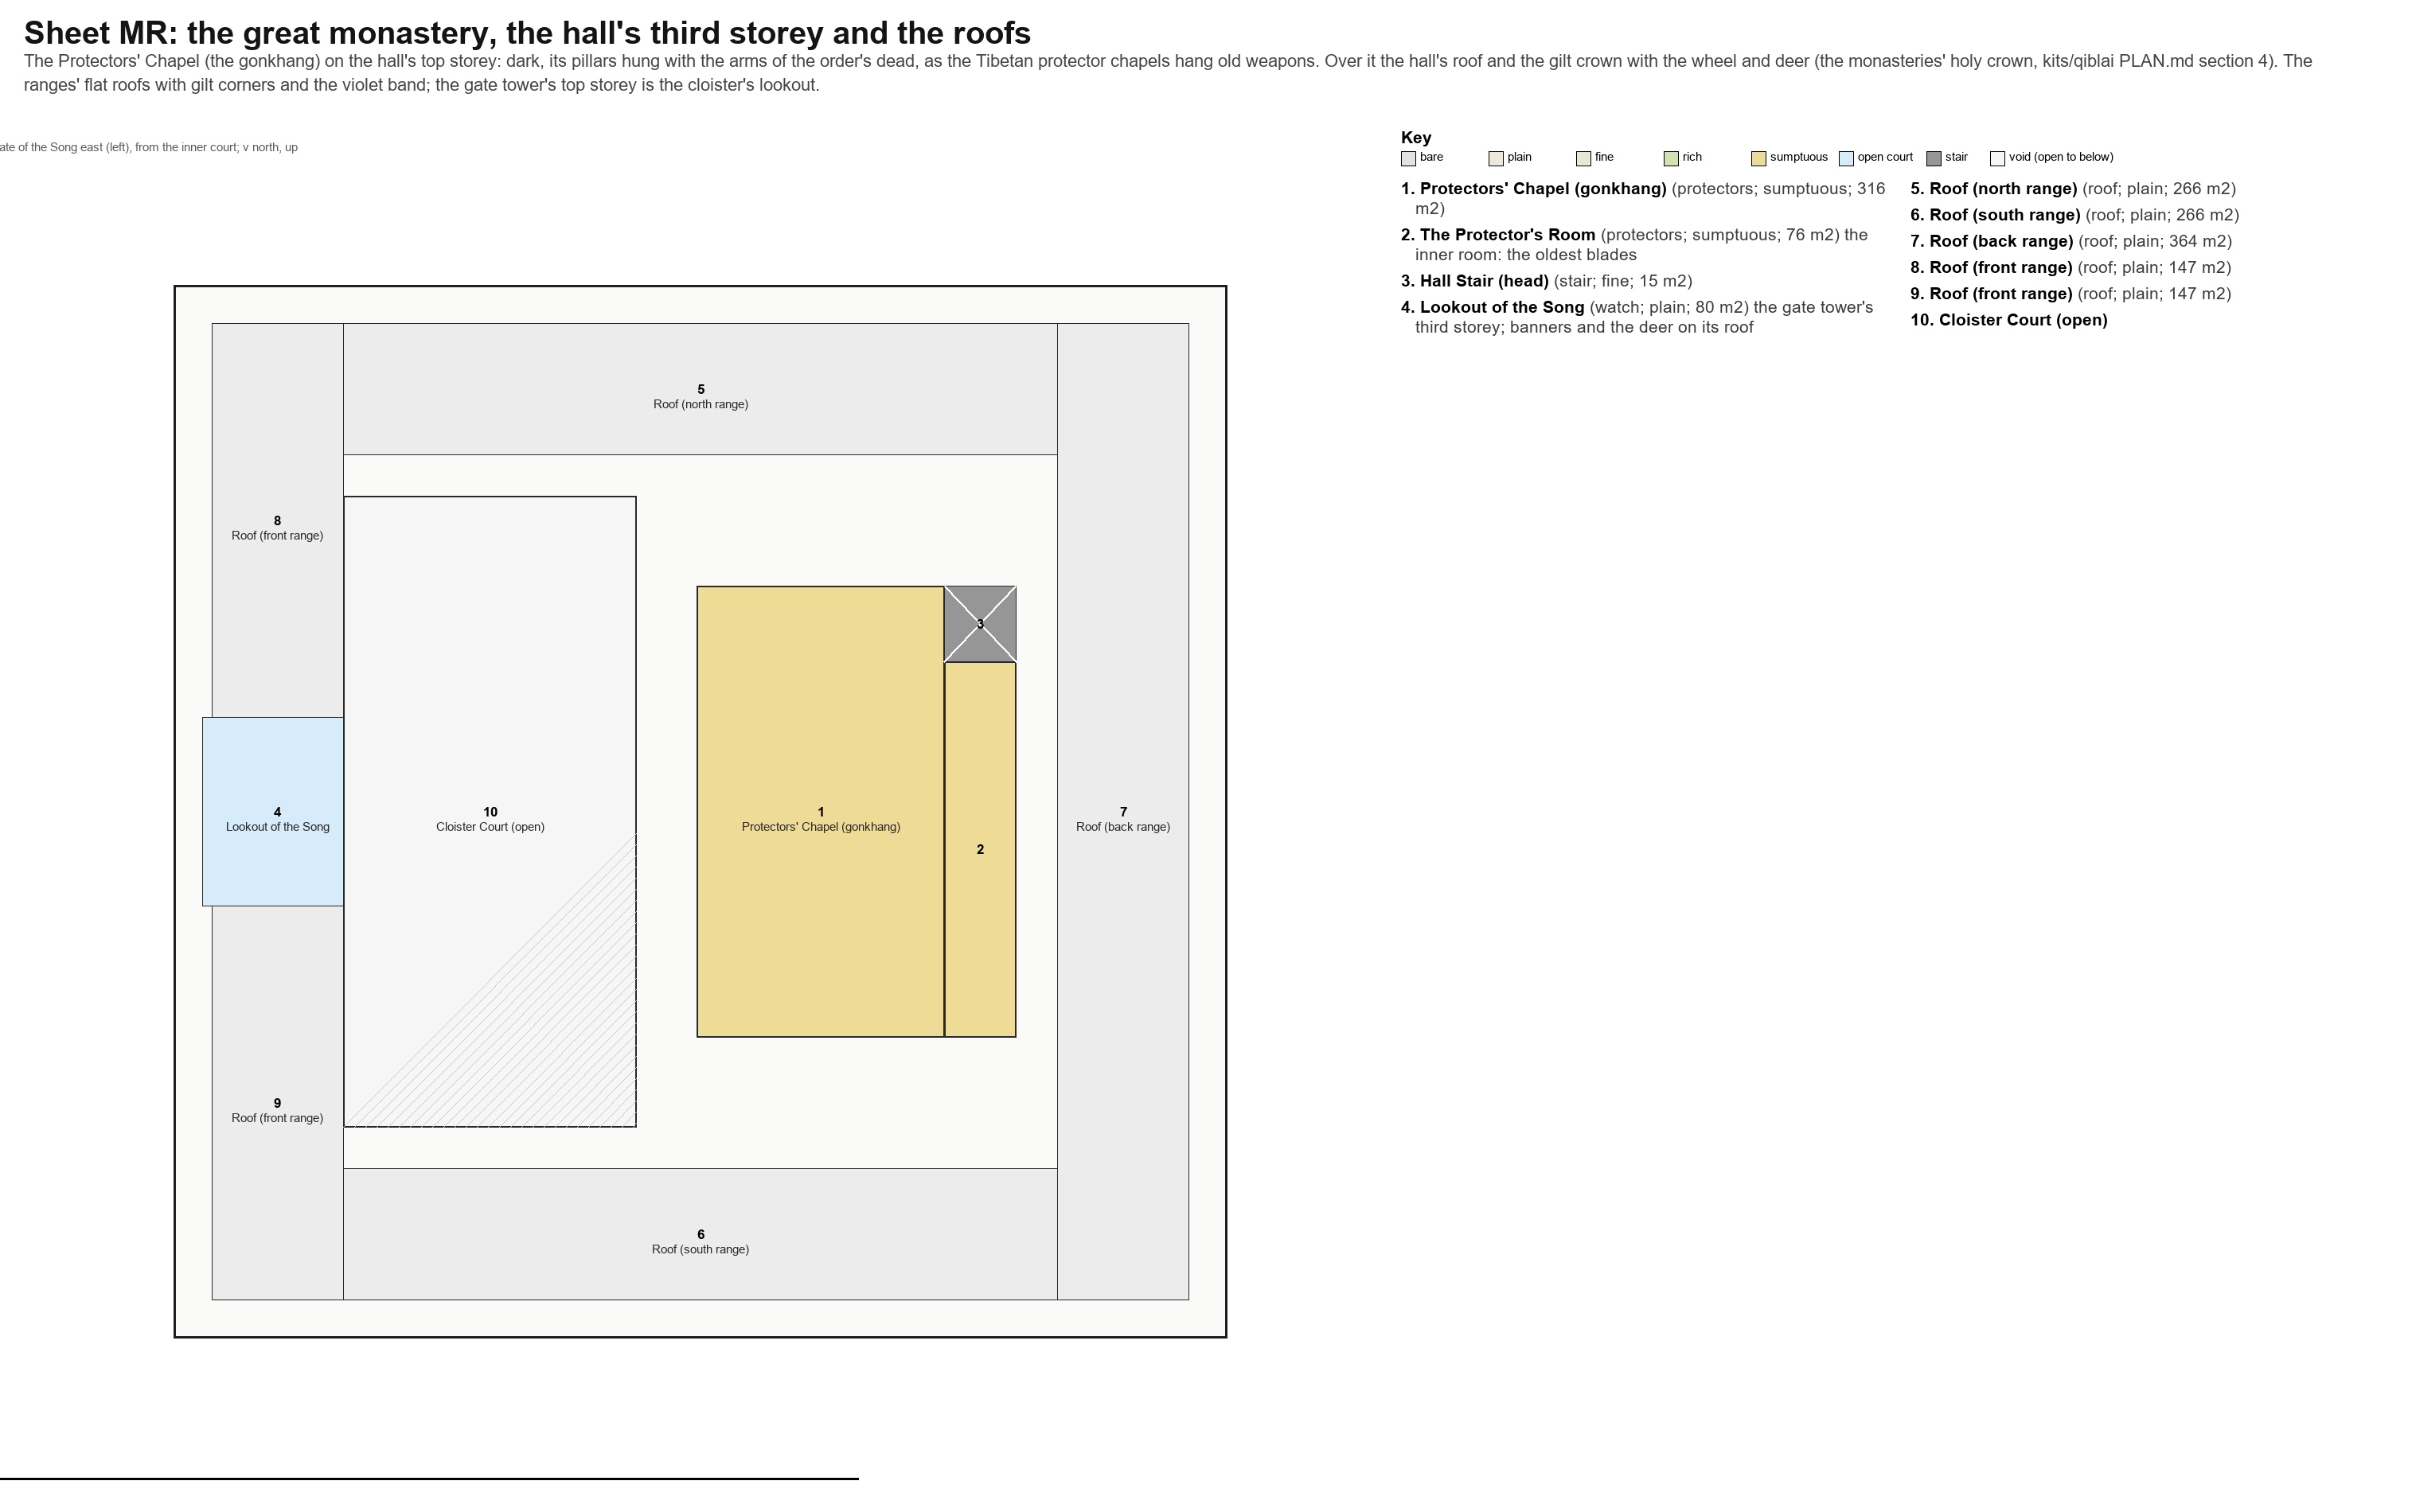 Sheet MR: the great monastery, the hall's third storey and the roofs
The Protectors' Chapel (the gonkhang) on the hall's top storey: dark, its pillars hung with the arms of the order's dead, as the Tibetan protector chapels hang old weapons. Over it the hall's roof and the gilt crown with the wheel and deer (the monasteries' holy crown, kits/qiblai PLAN.md section 4). The
ranges' flat roofs with gilt corners and the violet band; the gate tower's top storey is the cloister's lookout.
ate of the Song east (left), from the inner court; v north, up
Key
bare plain fine rich sumptuous open court stair void (open to below)
1. Protectors' Chapel (gonkhang) (protectors; sumptuous; 316
m2)
2. The Protector's Room (protectors; sumptuous; 76 m2) the
inner room: the oldest blades
3. Hall Stair (head) (stair; fine; 15 m2)
4. Lookout of the Song (watch; plain; 80 m2) the gate tower's
third storey; banners and the deer on its roof
5. Roof (north range) (roof; plain; 266 m2)
6. Roof (south range) (roof; plain; 266 m2)
7. Roof (back range) (roof; plain; 364 m2)
8. Roof (front range) (roof; plain; 147 m2)
9. Roof (front range) (roof; plain; 147 m2)
10. Cloister Court (open)
5
Roof (north range)
8
Roof (front range)
3
4
Lookout of the Song
10
Cloister Court (open)
1
Protectors' Chapel (gonkhang)
2
7
Roof (back range)
9
Roof (front range)
6
Roof (south range)